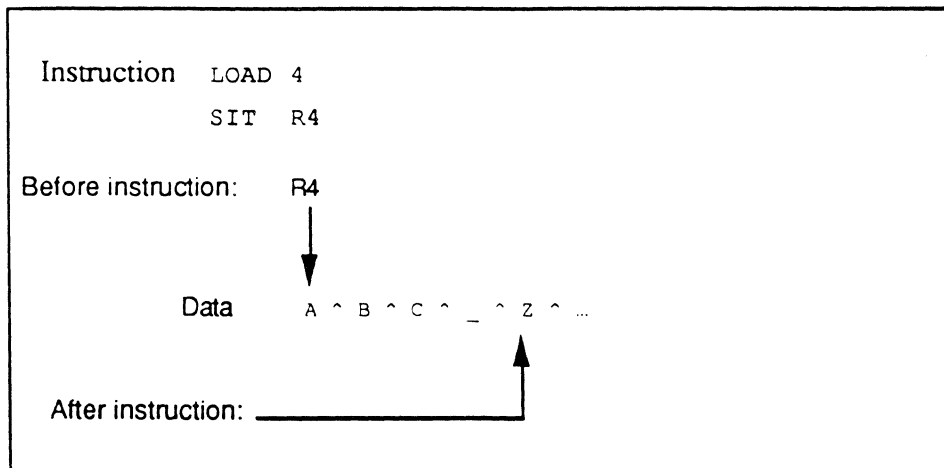 Instruction LOAD 4
SIT R4
Before instruction: R4
Data A ^ B ^ C ^ _ ^ Z ^ ...
After instruction: